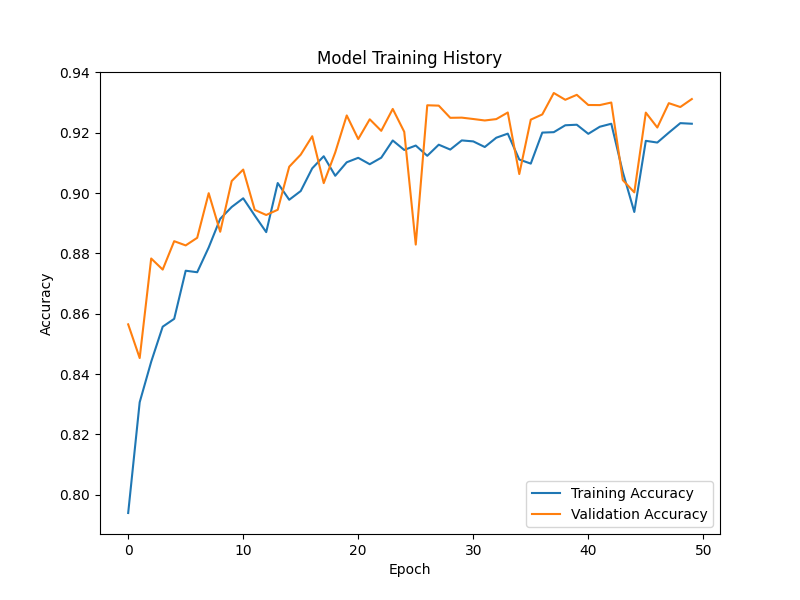 Model Training History
0.94
0.92
0.90
0.88
0.86
0.84
0.82
0.80
Accuracy
0 10 20 30 40 50
Epoch
Training Accuracy
Validation Accuracy